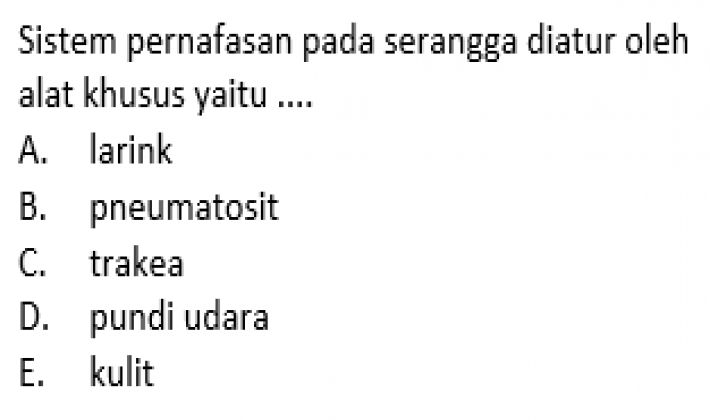 Sistem pernafasan pada serangga diatur oleh
alat khusus yaitu ....
A. larink
B. pneumatosit
C. trakea
D. pundi udara
E. kulit